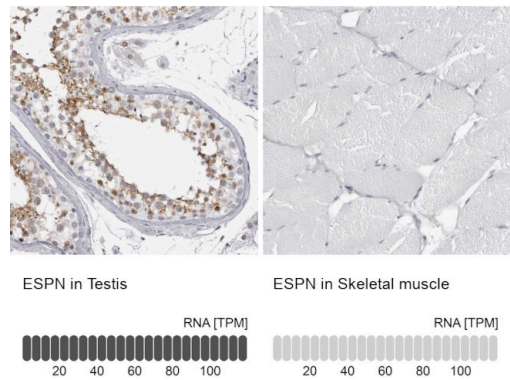 ESPN in Testis
ESPN in Skeletal muscle
RNA [TPM]
RNA [TPM]
20 40 60 80 100
20 40 60 80 100